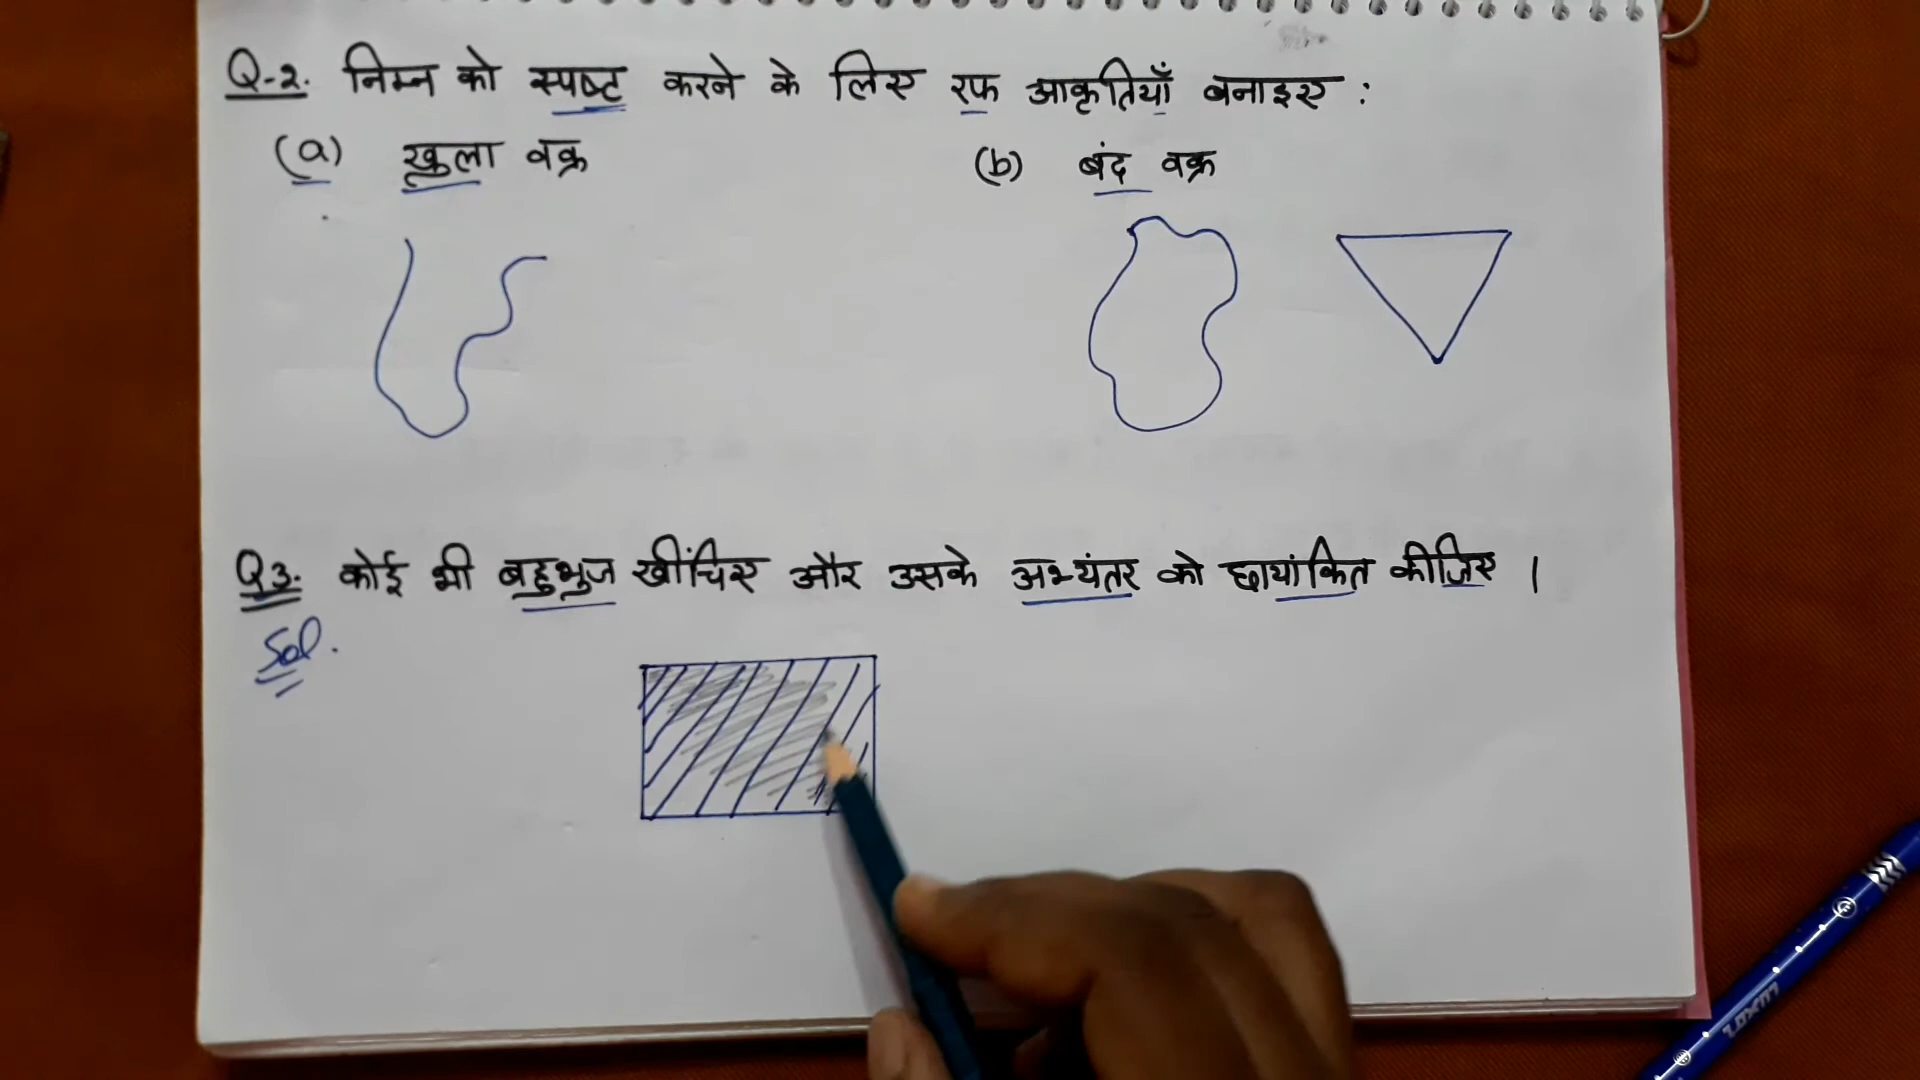 Q-2. निम्न को स्पष्ट करने के लिए रफ आकृतियाँ बनाइए :
(a) खुला वक्र (b) बंद वक्र
Q3. कोई भी बहुभुज खींचिए और उसके अभ्यंतर को छायांकित कीजिए ।
Sol.